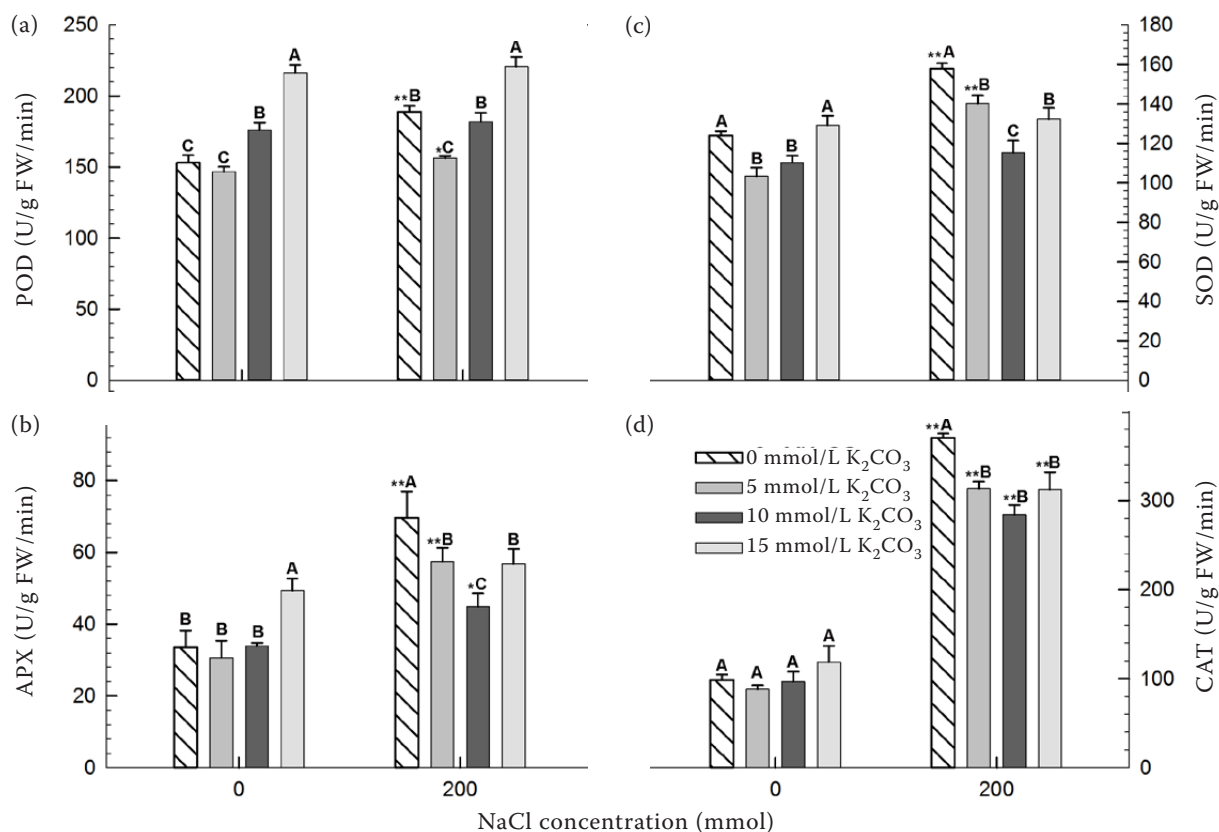 (a)
250
200
150
100
50
0
POD (U/g FW/min)
C
C
B
A
**B
*C
B
A
(c)
180
160
140
120
100
80
60
40
20
0
SOD (U/g FW/min)
A
B
B
A
**A
**B
C
B
(b)
80
60
40
20
0
APX (U/g FW/min)
B
B
B
A
**A
**B
*C
B
0
200
(d)
0 mmol/L K₂CO₃
5 mmol/L K₂CO₃
10 mmol/L K₂CO₃
15 mmol/L K₂CO₃
A
A
A
A
**A
**B
**B
**B
300
200
100
0
CAT (U/g FW/min)
0
200
NaCl concentration (mmol)